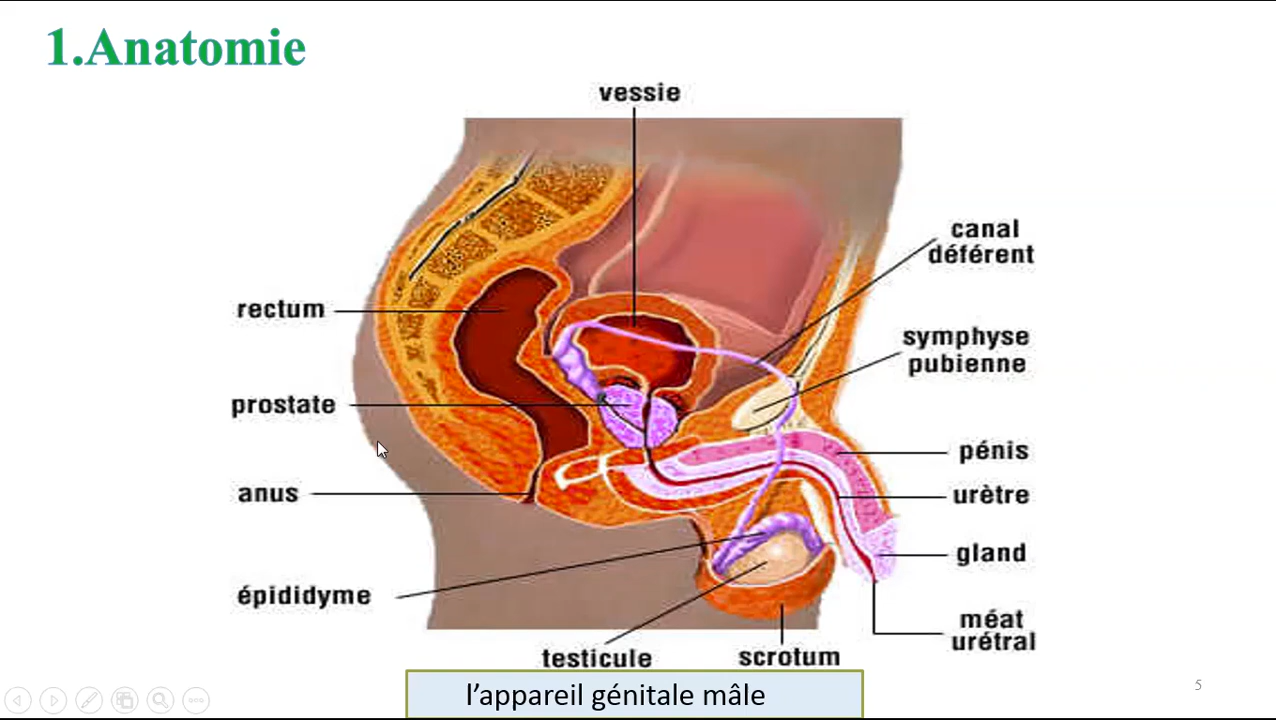 1.Anatomie
vessie
canal
déférent
rectum
symphyse
pubienne
prostate
pénis
anus
urètre
gland
épididyme
méat
urétral
testicule
scrotum
l’appareil génitale mâle
5